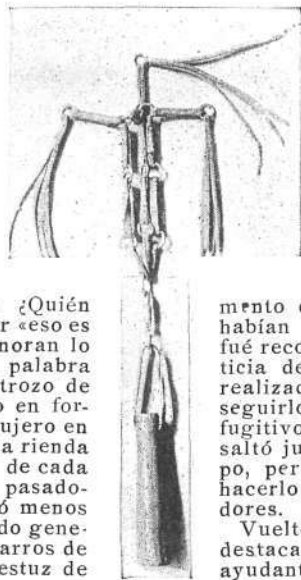 ¿Quién
r «eso es
noran lo
palabra
trozo de
o en for-
ujero en
a rienda
de cada
pasado-
ó menos
do gene-
arros de
estuz de
mento
habían
fué reco
ticia de
realizad
seguirlo
fugitivo
saltó ju
po, per
hacerlo
dores.
Vuelt
destaca
ayudan